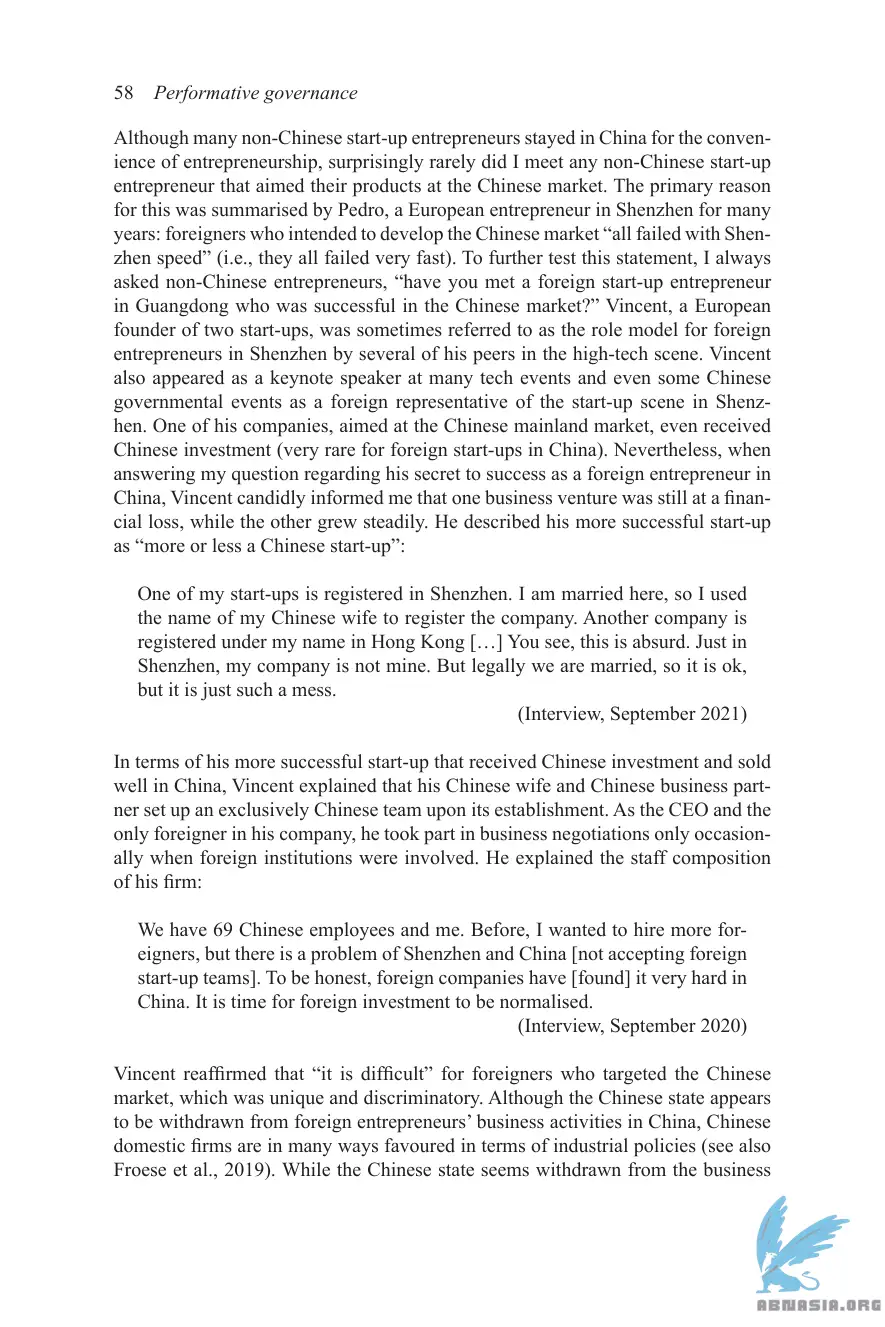 58 Performative governance
Although many non-Chinese start-up entrepreneurs stayed in China for the conven-
ience of entrepreneurship, surprisingly rarely did I meet any non-Chinese start-up
entrepreneur that aimed their products at the Chinese market. The primary reason
for this was summarised by Pedro, a European entrepreneur in Shenzhen for many
years: foreigners who intended to develop the Chinese market “all failed with Shen-
zhen speed” (i.e., they all failed very fast). To further test this statement, I always
asked non-Chinese entrepreneurs, “have you met a foreign start-up entrepreneur
in Guangdong who was successful in the Chinese market?” Vincent, a European
founder of two start-ups, was sometimes referred to as the role model for foreign
entrepreneurs in Shenzhen by several of his peers in the high-tech scene. Vincent
also appeared as a keynote speaker at many tech events and even some Chinese
governmental events as a foreign representative of the start-up scene in Shenz-
hen. One of his companies, aimed at the Chinese mainland market, even received
Chinese investment (very rare for foreign start-ups in China). Nevertheless, when
answering my question regarding his secret to success as a foreign entrepreneur in
China, Vincent candidly informed me that one business venture was still at a finan-
cial loss, while the other grew steadily. He described his more successful start-up
as “more or less a Chinese start-up”:
One of my start-ups is registered in Shenzhen. I am married here, so I used
the name of my Chinese wife to register the company. Another company is
registered under my name in Hong Kong […] You see, this is absurd. Just in
Shenzhen, my company is not mine. But legally we are married, so it is ok,
but it is just such a mess.
(Interview, September 2021)
In terms of his more successful start-up that received Chinese investment and sold
well in China, Vincent explained that his Chinese wife and Chinese business part-
ner set up an exclusively Chinese team upon its establishment. As the CEO and the
only foreigner in his company, he took part in business negotiations only occasion-
ally when foreign institutions were involved. He explained the staff composition
of his firm:
We have 69 Chinese employees and me. Before, I wanted to hire more for-
eigners, but there is a problem of Shenzhen and China [not accepting foreign
start-up teams]. To be honest, foreign companies have [found] it very hard in
China. It is time for foreign investment to be normalised.
(Interview, September 2020)
Vincent reaffirmed that “it is difficult” for foreigners who targeted the Chinese
market, which was unique and discriminatory. Although the Chinese state appears
to be withdrawn from foreign entrepreneurs’ business activities in China, Chinese
domestic firms are in many ways favoured in terms of industrial policies (see also
Froese et al., 2019). While the Chinese state seems withdrawn from the business
ABNASIA.ORG